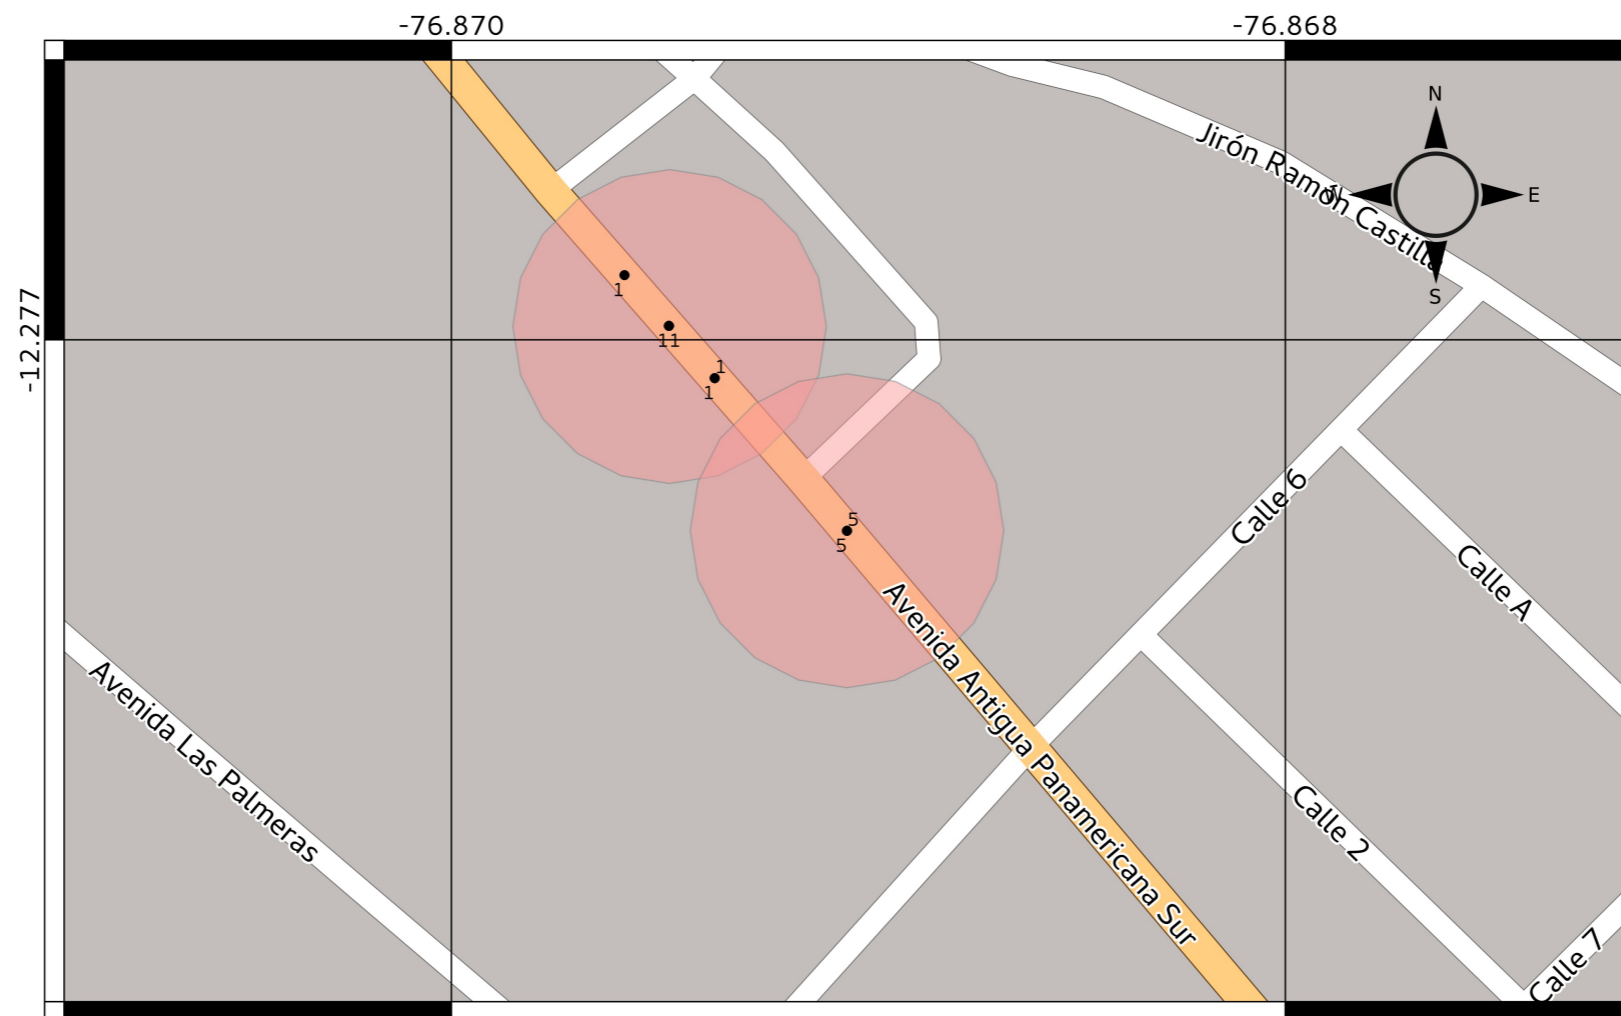 -76.870
-76.868
N
Jirón Ramón Castilla
E
S
-12.277
1
11
1
1
5
5
Calle 6
Calle A
Avenida Antigua Panamericana Sur
Avenida Las Palmeras
Calle 2
Calle 7